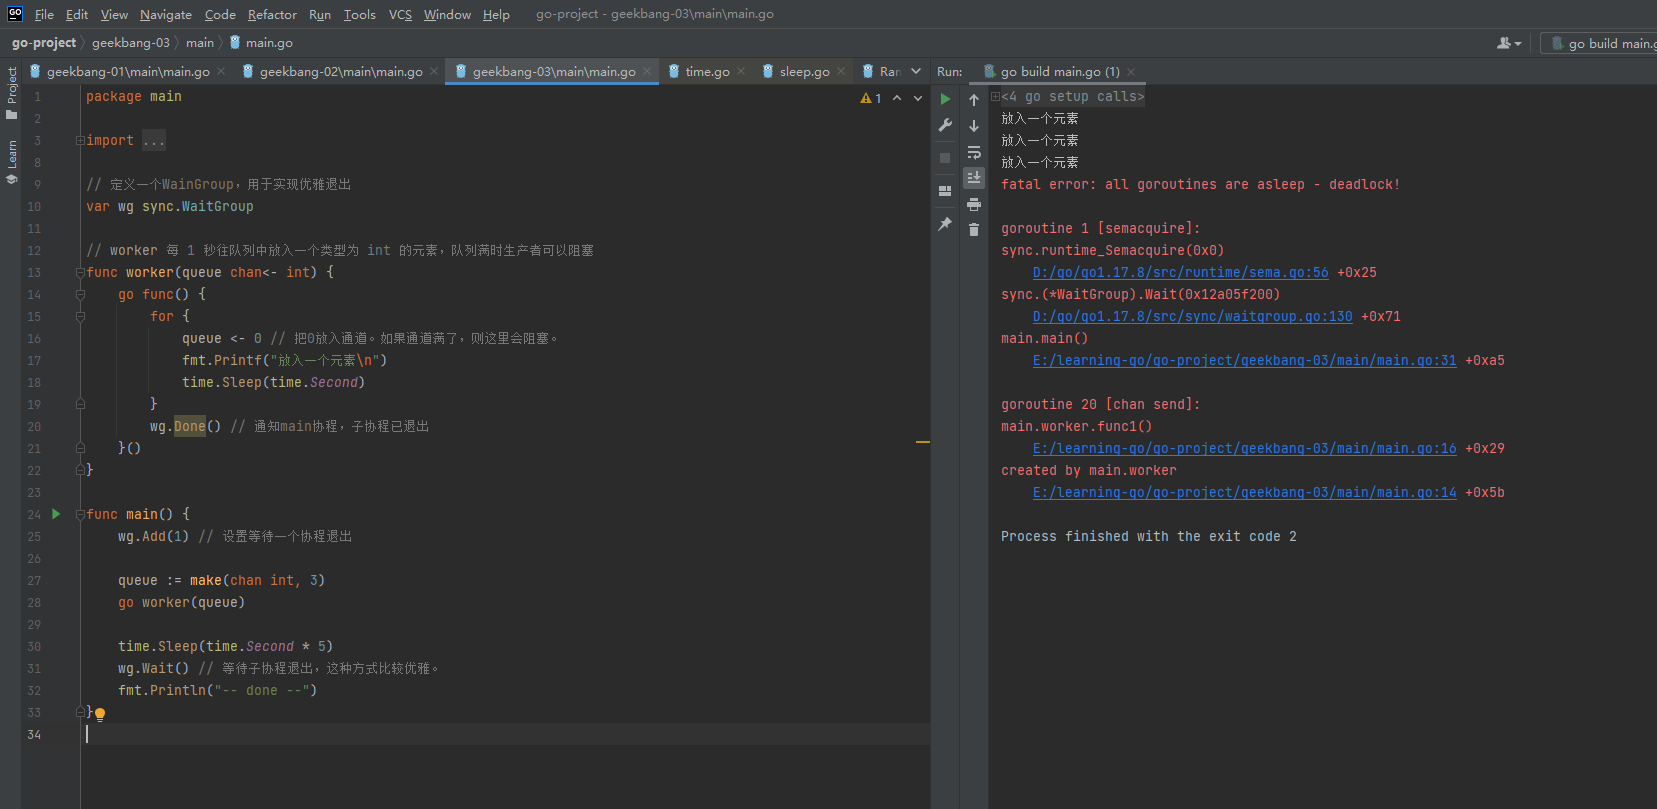 GO File Edit View Navigate Code Refactor Run Tools VCS Window Help go-project - geekbang-03\main\main.go
go-project geekbang-03 main main.go
go build main.g
Project
Learn
geekbang-01\main\main.go geekbang-02\main\main.go geekbang-03\main\main.go time.go sleep.go Ran
1
1 package main
2
3 import ...
8
9 // 定义一个WainGroup，用于实现优雅退出
10 var wg sync.WaitGroup
11
12 // worker 每 1 秒往队列中放入一个类型为 int 的元素，队列满时生产者可以阻塞
13 func worker(queue chan<- int) {
14 go func() {
15 for {
16 queue <- 0 // 把0放入通道。如果通道满了，则这里会阻塞。
17 fmt.Printf("放入一个元素\n")
18 time.Sleep(time.Second)
19 }
20 wg.Done() // 通知main协程，子协程已退出
21 }()
22 }
23
24 func main() {
25 wg.Add(1) // 设置等待一个协程退出
26
27 queue := make(chan int, 3)
28 go worker(queue)
29
30 time.Sleep(time.Second * 5)
31 wg.Wait() // 等待子协程退出，这种方式比较优雅。
32 fmt.Println("-- done --")
33 }
34
Run: go build main.go (1)
<4 go setup calls>
放入一个元素
放入一个元素
放入一个元素
fatal error: all goroutines are asleep - deadlock!
goroutine 1 [semacquire]:
sync.runtime_Semacquire(0x0)
D:/go/go1.17.8/src/runtime/sema.go:56 +0x25
sync.(*WaitGroup).Wait(0x12a05f200)
D:/go/go1.17.8/src/sync/waitgroup.go:130 +0x71
main.main()
E:/learning-go/go-project/geekbang-03/main/main.go:31 +0xa5
goroutine 20 [chan send]:
main.worker.func1()
E:/learning-go/go-project/geekbang-03/main/main.go:16 +0x29
created by main.worker
E:/learning-go/go-project/geekbang-03/main/main.go:14 +0x5b
Process finished with the exit code 2